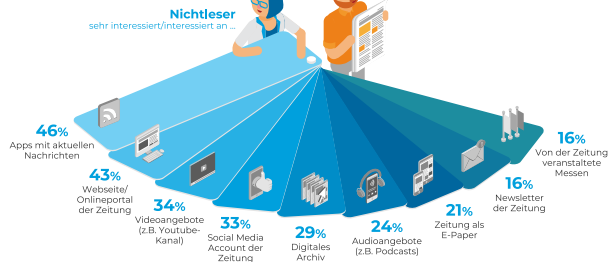 Nichtleser
sehr interessiert/interessiert an ...
46%
Apps mit aktuellen
Nachrichten
43%
Webseite/
Onlineportal
der Zeitung
34%
Videoangebote
(z.B. Youtube-
Kanal)
33%
Social Media
Account der
Zeitung
29%
Digitales
Archiv
24%
Audioangebote
(z.B. Podcasts)
21%
Zeitung als
E-Paper
16%
Newsletter
der Zeitung
16%
Von der Zeitung
veranstaltete
Messen